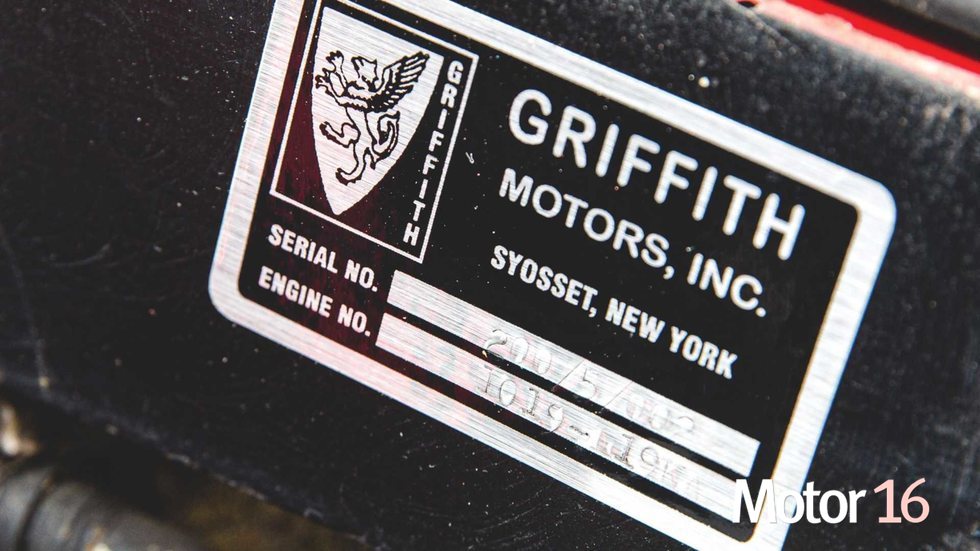 GRIFFITH
GRIFFITH
MOTORS, INC.
SYOSSET, NEW YORK
SERIAL NO.
ENGINE NO.
Motor 16